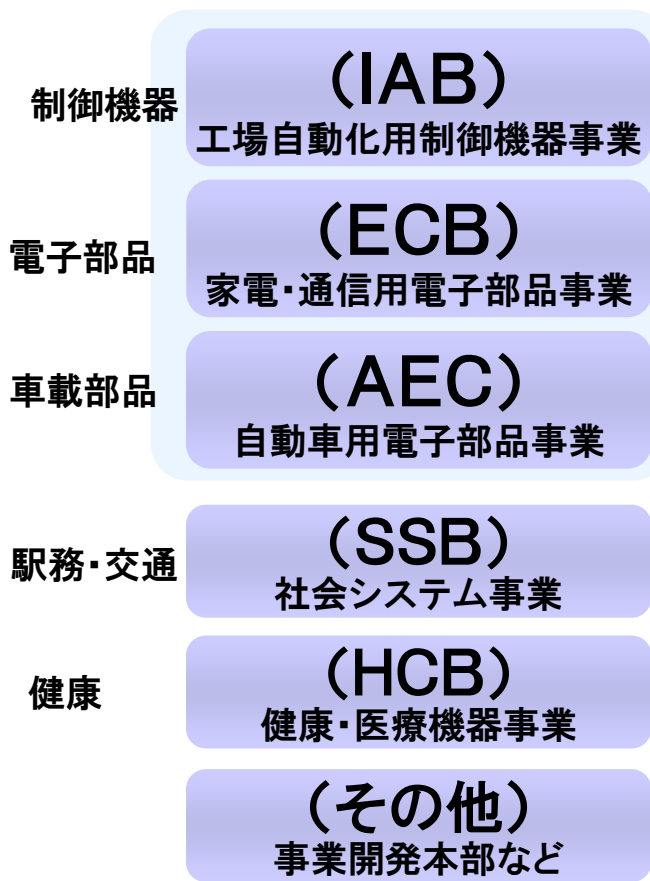 制御機器
（IAB）
工場自動化用制御機器事業
電子部品
（ECB）
家電・通信用電子部品事業
車載部品
（AEC）
自動車用電子部品事業
駅務・交通
（SSB）
社会システム事業
健康
（HCB）
健康・医療機器事業
（その他）
事業開発本部など